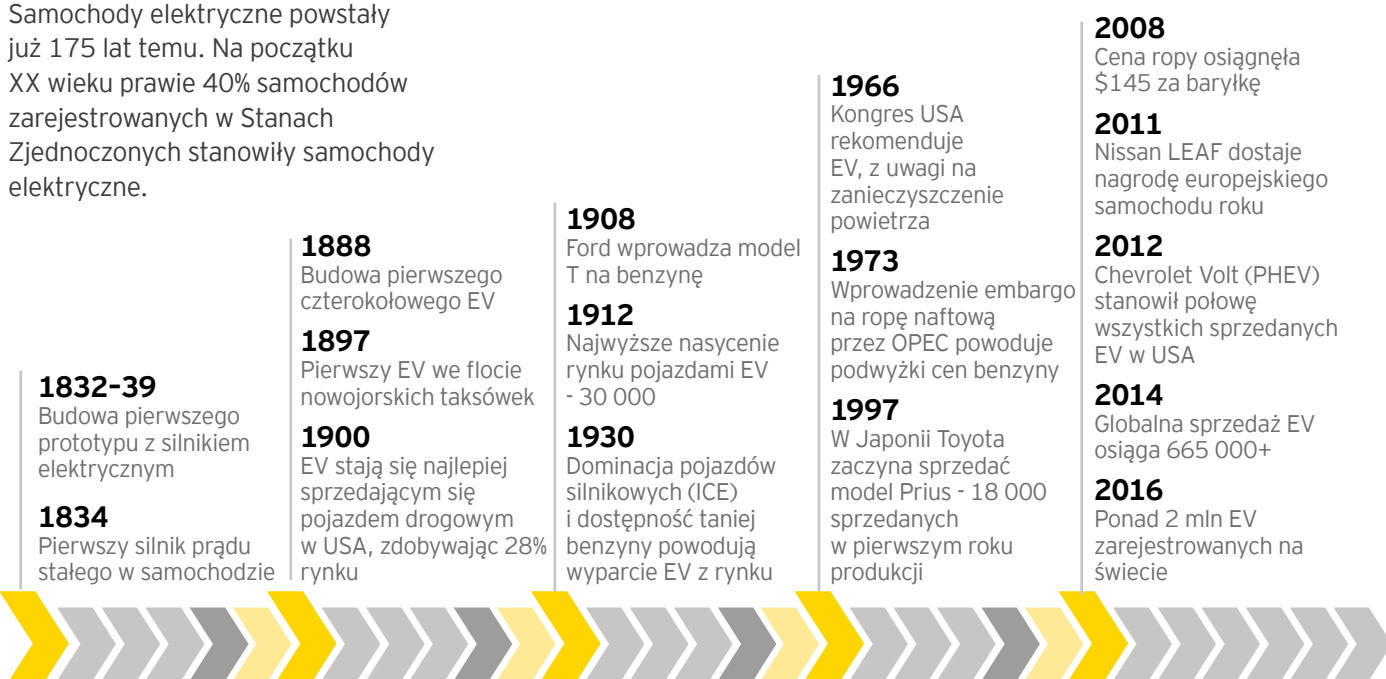 Samochody elektryczne powstały
już 175 lat temu. Na początku
XX wieku prawie 40% samochodów
zarejestrowanych w Stanach
Zjednoczonych stanowiły samochody
elektryczne.
1832–39
Budowa pierwszego
prototypu z silnikiem
elektrycznym
1834
Pierwszy silnik prądu
stałego w samochodzie
1888
Budowa pierwszego
czterokołowego EV
1897
Pierwszy EV we flocie
nowojorskich taksówek
1900
EV stają się najlepiej
sprzedającym się
pojazdem drogowym
w USA, zdobywając 28%
rynku
1908
Ford wprowadza model
T na benzynę
1912
Najwyższe nasycenie
rynku pojazdami EV
- 30 000
1930
Dominacja pojazdów
silnikowych (ICE)
i dostępność taniej
benzyny powodują
wyparcie EV z rynku
1966
Kongres USA
rekomenduje
EV, z uwagi na
zanieczyszczenie
powietrza
1973
Wprowadzenie embargo
na ropę naftową
przez OPEC powoduje
podwyżki cen benzyny
1997
W Japonii Toyota
zaczyna sprzedać
model Prius - 18 000
sprzedanych
w pierwszym roku
produkcji
2008
Cena ropy osiągnęła
$145 za baryłkę
2011
Nissan LEAF dostaje
nagrodę europejskiego
samochodu roku
2012
Chevrolet Volt (PHEV)
stanowił połowę
wszystkich sprzedanych
EV w USA
2014
Globalna sprzedaż EV
osiąga 665 000+
2016
Ponad 2 mln EV
zarejestrowanych na
świecie